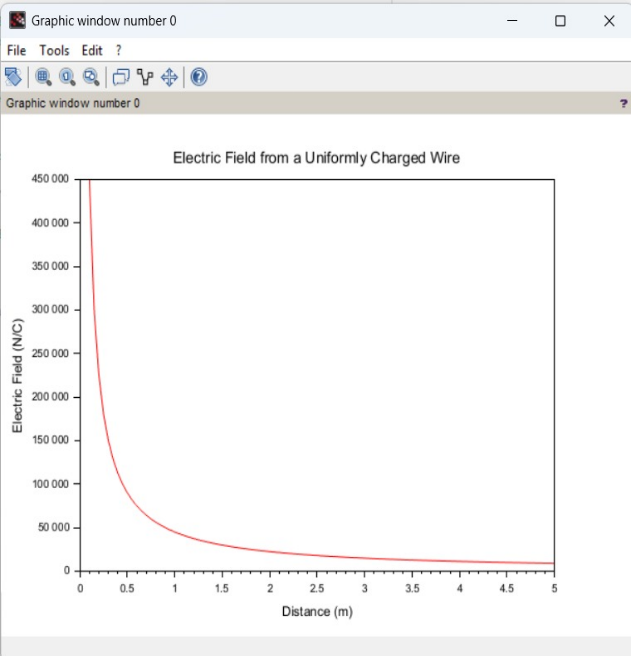 Graphic window number 0
File Tools Edit ?
Graphic window number 0 ?
Electric Field from a Uniformly Charged Wire
450 000
400 000
350 000
300 000
250 000
200 000
150 000
100 000
50 000
0
Electric Field (N/C)
0 0.5 1 1.5 2 2.5 3 3.5 4 4.5 5
Distance (m)